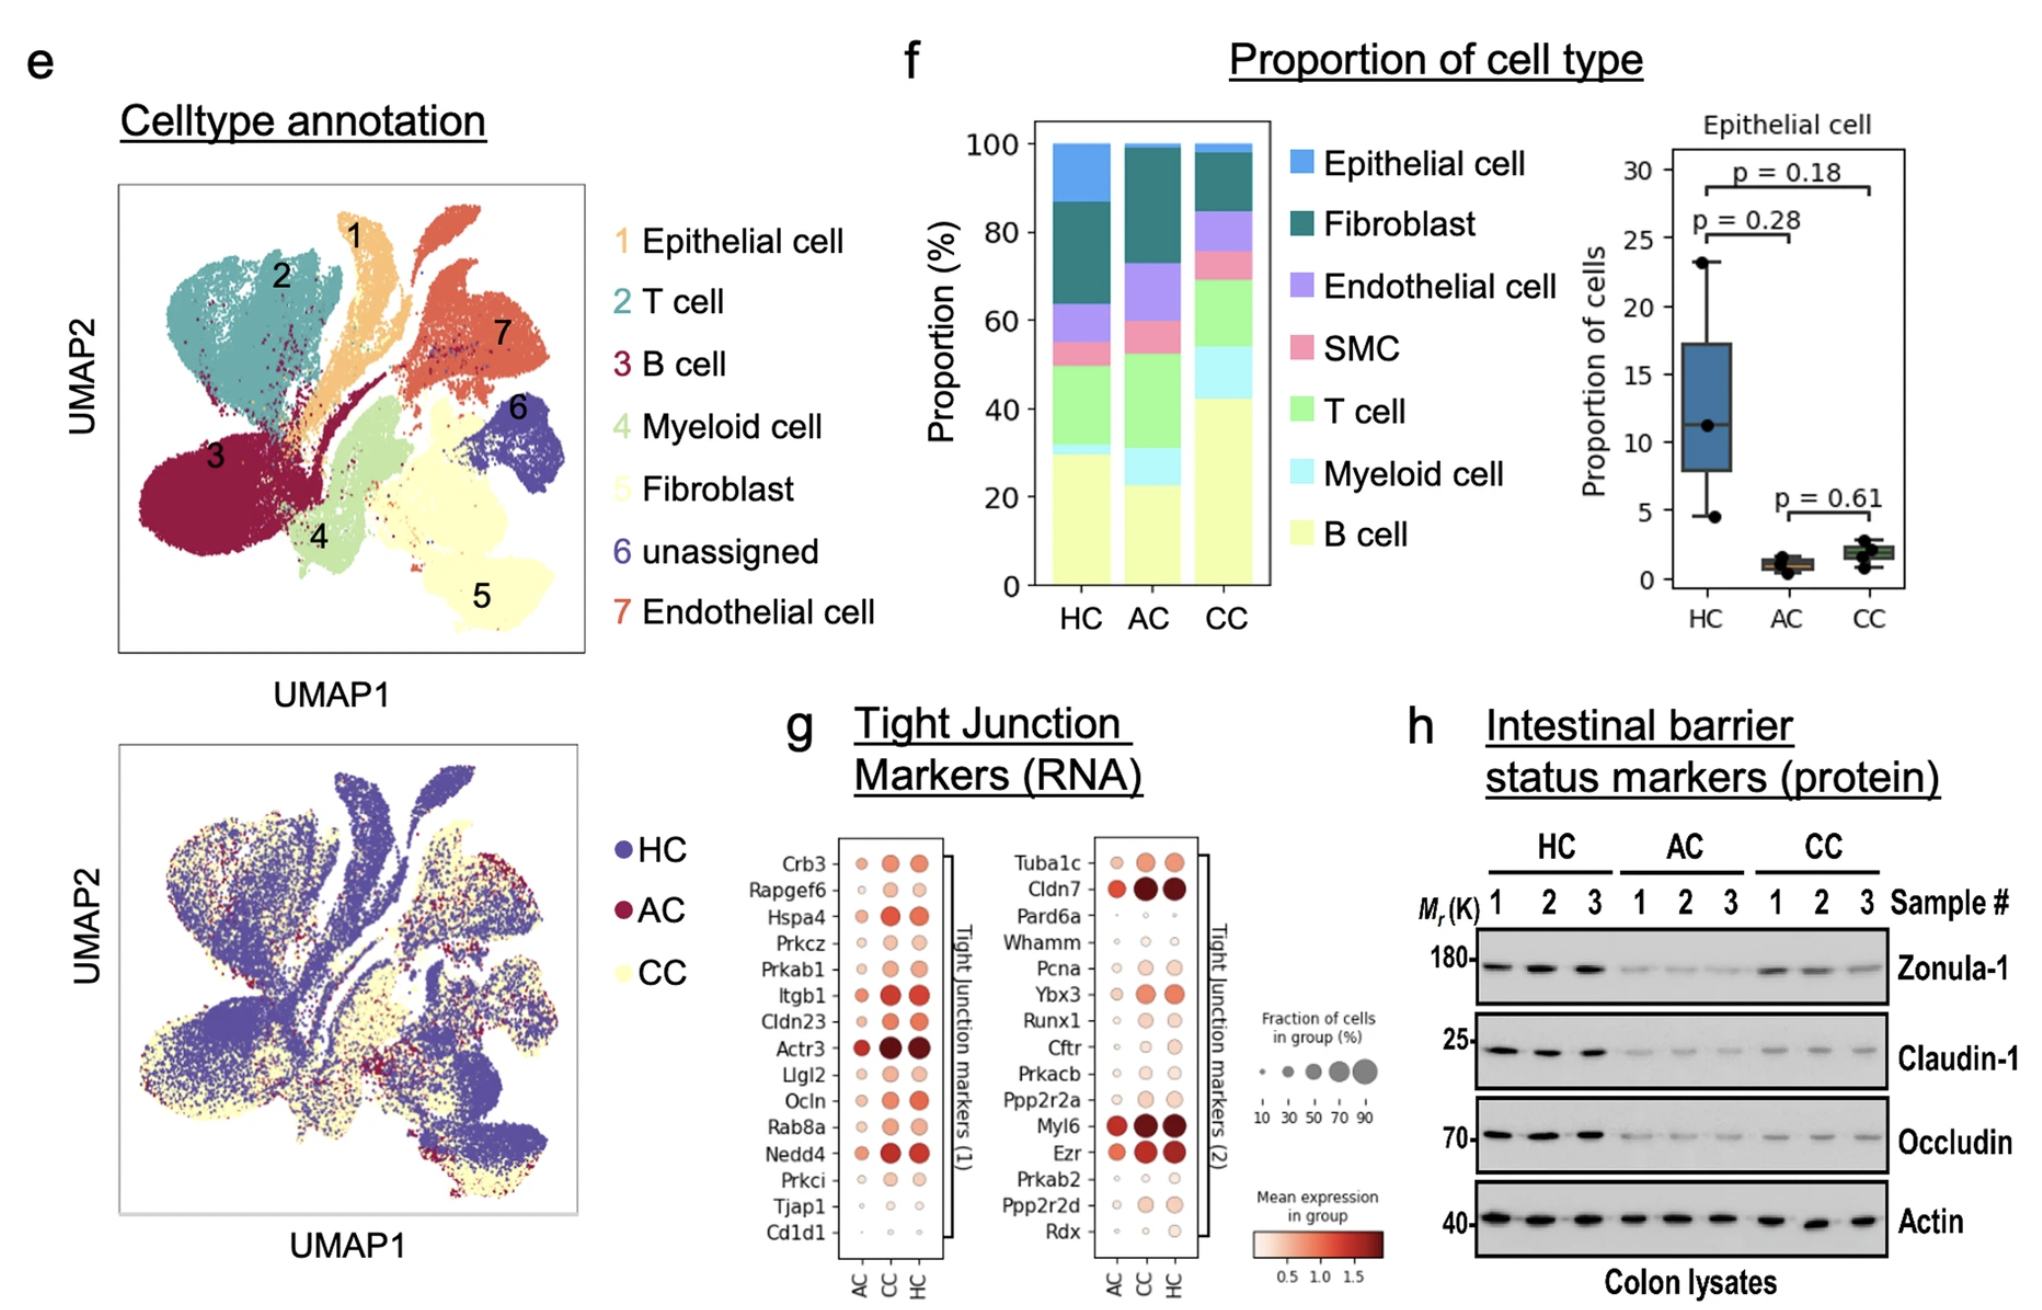 e
Celltype annotation
UMAP2
1
2
3
4
5
6
7
1 Epithelial cell
2 T cell
3 B cell
4 Myeloid cell
5 Fibroblast
6 unassigned
7 Endothelial cell
UMAP1
UMAP2
HC
AC
CC
UMAP1
f
Proportion of cell type
Proportion (%)
100
80
60
40
20
0
HC AC CC
Epithelial cell
Fibroblast
Endothelial cell
SMC
T cell
Myeloid cell
B cell
Epithelial cell
Proportion of cells
30
25
20
15
10
5
0
p = 0.18
p = 0.28
p = 0.61
HC AC CC
g
Tight Junction
Markers (RNA)
Crb3
Rapgef6
Hspa4
Prkcz
Prkab1
Itgb1
Cldn23
Actr3
Llgl2
Ocln
Rab8a
Nedd4
Prkci
Tjap1
Cd1d1
AC CC HC
Tight Junction markers (1)
Tuba1c
Cldn7
Pard6a
Whamm
Pcna
Ybx3
Runx1
Cftr
Prkacb
Ppp2r2a
Myl6
Ezr
Prkab2
Ppp2r2d
Rdx
AC CC HC
Tight Junction markers (2)
Fraction of cells
in group (%)
10 30 50 70 90
Mean expression
in group
0.5 1.0 1.5
h
Intestinal barrier
status markers (protein)
HC AC CC
Mr (K) 1 2 3 1 2 3 1 2 3 Sample #
180 Zonula-1
25 Claudin-1
70 Occludin
40 Actin
Colon lysates